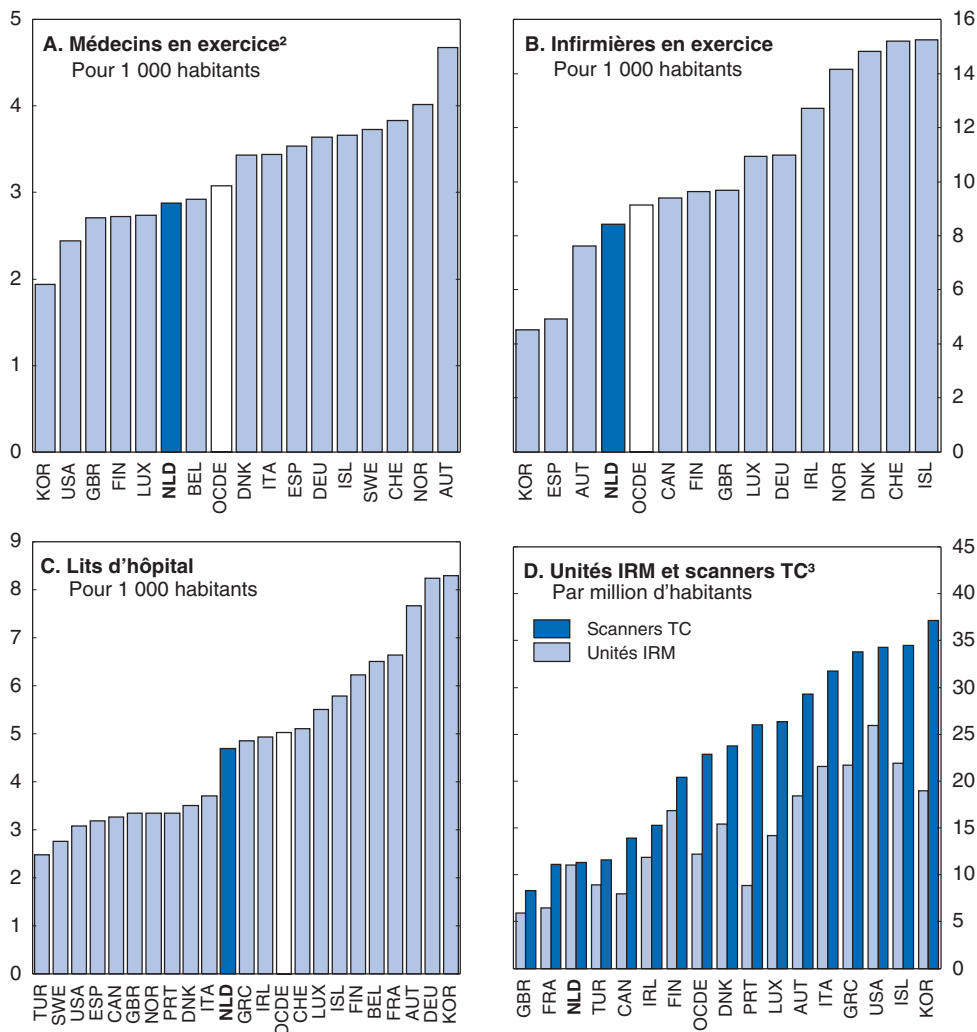 A. Médecins en exercice²
Pour 1 000 habitants
5
4
3
2
1
0
KOR
USA
GBR
FIN
LUX
NLD
BEL
OCDE
DNK
ITA
ESP
DEU
ISL
SWE
CHE
NOR
AUT
B. Infirmières en exercice
Pour 1 000 habitants
16
14
12
10
8
6
4
2
0
KOR
ESP
AUT
NLD
OCDE
CAN
FIN
GBR
LUX
DEU
IRL
NOR
DNK
CHE
ISL
C. Lits d'hôpital
Pour 1 000 habitants
9
8
7
6
5
4
3
2
1
0
TUR
SWE
USA
ESP
CAN
GBR
NOR
PRT
DNK
ITA
NLD
GRC
IRL
OCDE
CHE
LUX
ISL
FIN
BEL
FRA
AUT
DEU
KOR
D. Unités IRM et scanners TC³
Par million d'habitants
Scanners TC
Unités IRM
45
40
35
30
25
20
15
10
5
0
GBR
FRA
NLD
TUR
CAN
IRL
FIN
OCDE
DNK
PRT
LUX
AUT
ITA
GRC
USA
ISL
KOR